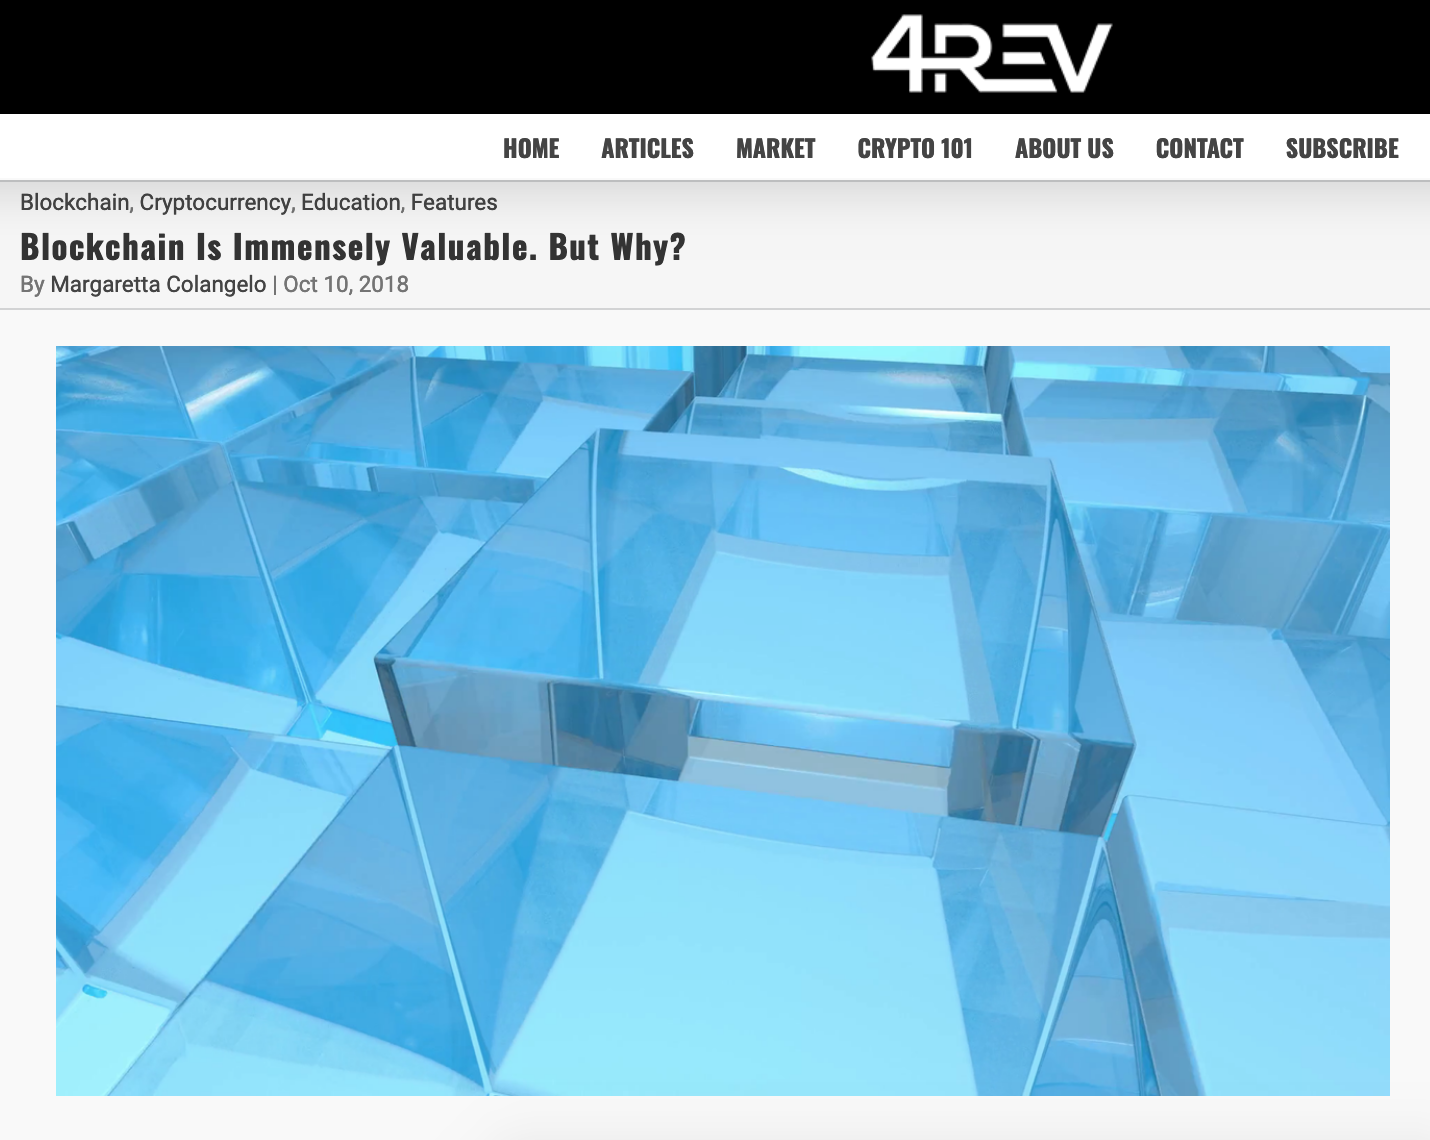 4REV
HOME ARTICLES MARKET CRYPTO 101 ABOUT US CONTACT SUBSCRIBE
Blockchain, Cryptocurrency, Education, Features
Blockchain Is Immensely Valuable. But Why?
By Margaretta Colangelo | Oct 10, 2018